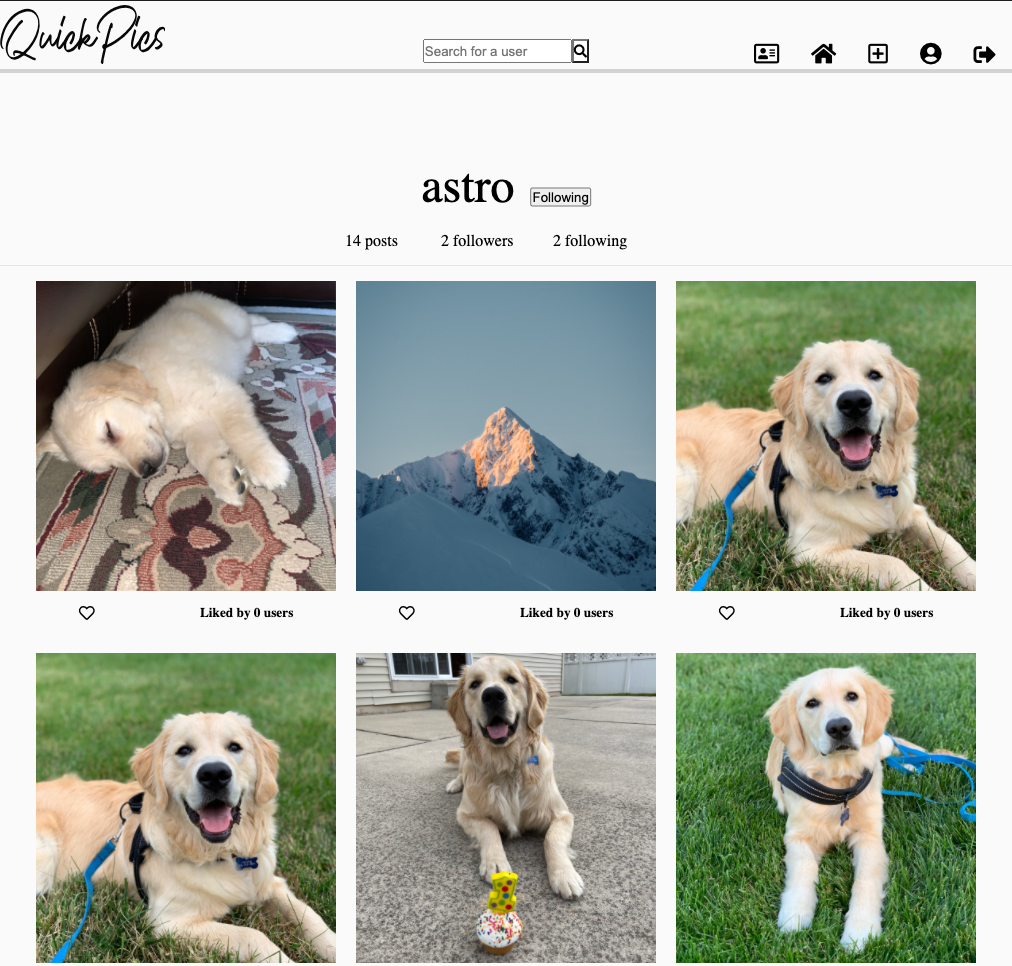 QuickPics
Search for a user
astro Following
14 posts 2 followers 2 following
Liked by 0 users Liked by 0 users Liked by 0 users